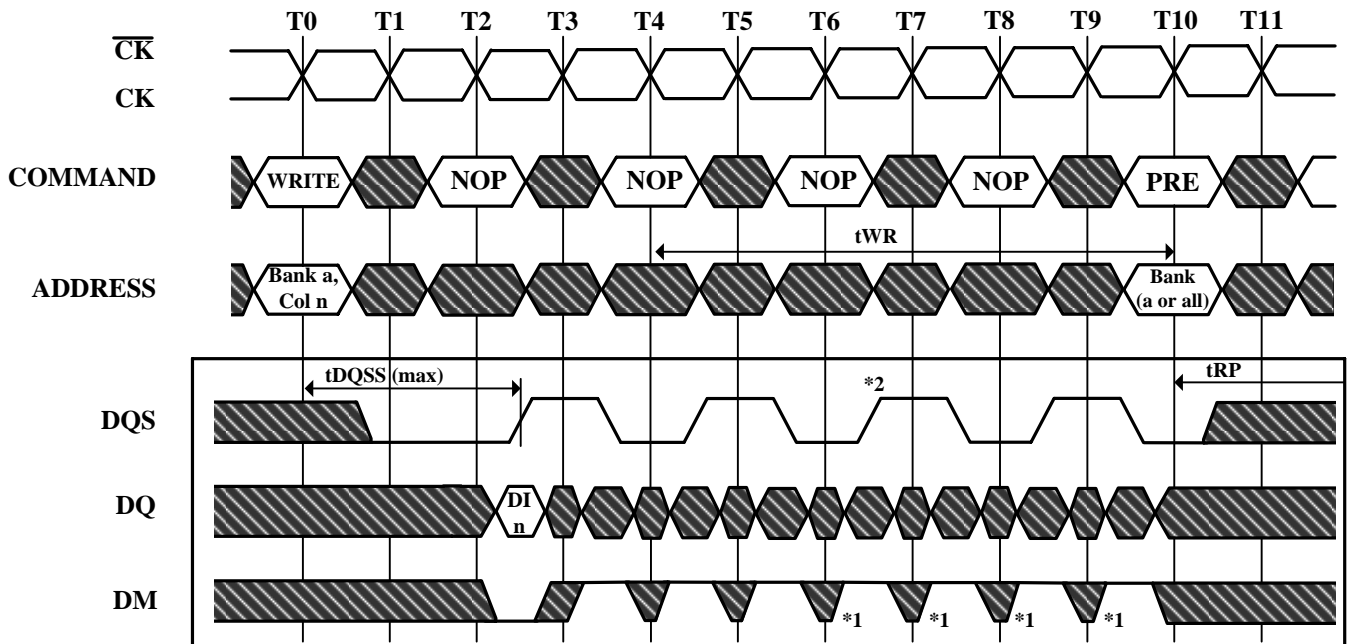 T0 T1 T2 T3 T4 T5 T6 T7 T8 T9 T10 T11
CK
CK
COMMAND WRITE NOP NOP NOP NOP PRE
tWR
ADDRESS Bank a, Col n Bank (a or all)
tDQSS (max) *2 tRP
DQS
DQ DI n
DM *1 *1 *1 *1